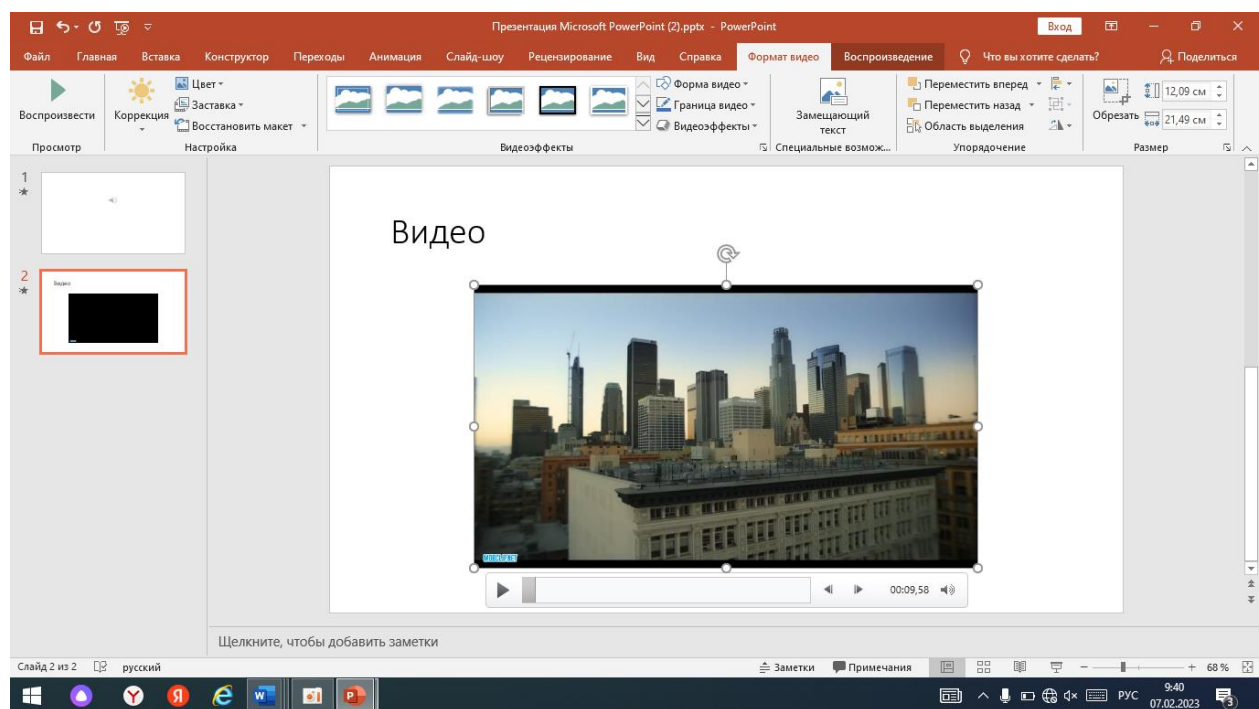 Презентация Microsoft PowerPoint (2).pptx - PowerPoint
Вход
Файл Главная Вставка Конструктор Переходы Анимация Слайд-шоу Рецензирование Вид Справка Формат видео Воспроизведение Что вы хотите сделать? Поделиться
Воспроизвести
Коррекция
Цвет
Заставка
Восстановить макет
Форма видео
Граница видео
Видеоэффекты
Замещающий
текст
Переместить вперед
Переместить назад
Область выделения
Обрезать
12,09 см
21,49 см
Просмотр Настройка Видеоэффекты Специальные возмож... Упорядочение Размер
1
2
Видео
Видео
00:09,58
Щелкните, чтобы добавить заметки
Слайд 2 из 2 русский Заметки Примечания 68 %
РУС
9:40
07.02.2023
3